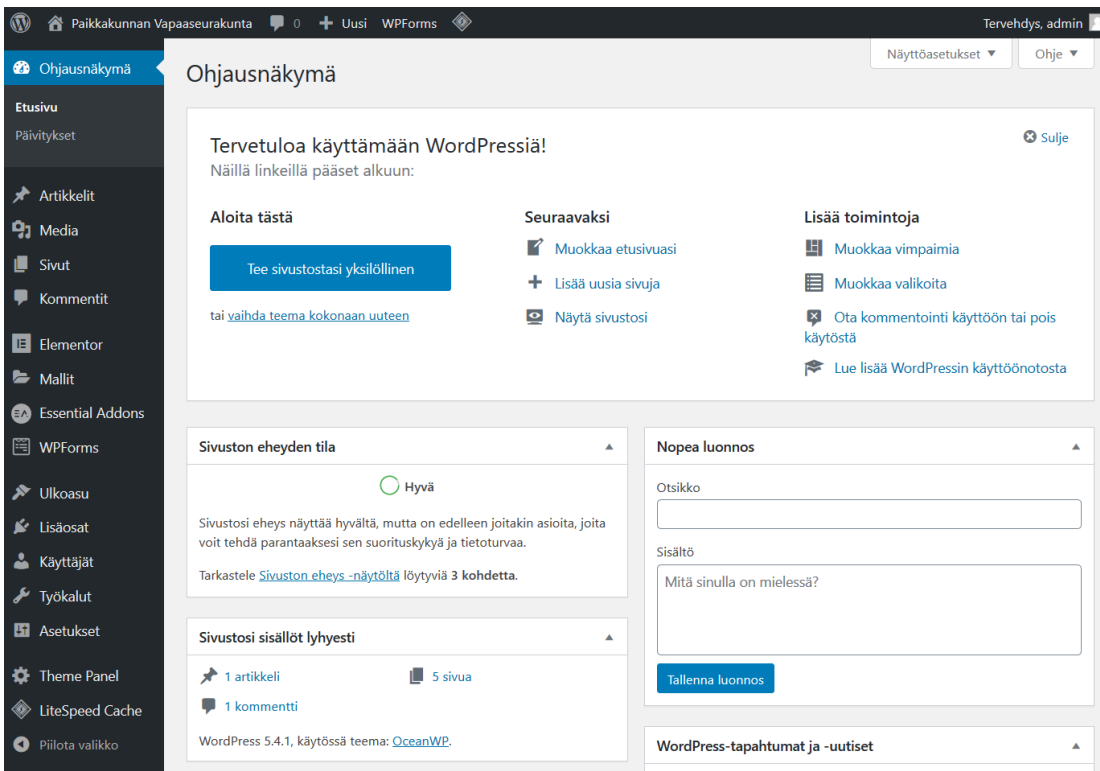 Paikkakunnan Vapaaseurakunta 0 Uusi WPForms Tervehdys, admin
Ohjausnäkymä
Etusivu
Päivitykset
Artikkelit
Media
Sivut
Kommentit
Elementor
Mallit
Essential Addons
WPForms
Ulkoasu
Lisäosat
Käyttäjät
Työkalut
Asetukset
Theme Panel
LiteSpeed Cache
Piilota valikko
Näyttöasetukset ▼ Ohje ▼
Ohjausnäkymä
Tervetuloa käyttämään WordPressiä!
Sulje
Näillä linkeillä pääset alkuun:
Aloita tästä
Tee sivustostasi yksilöllinen
tai vaihda teema kokonaan uuteen
Seuraavaksi
Muokkaa etusivuasi
Lisää uusia sivuja
Näytä sivustosi
Lisää toimintoja
Muokkaa vimpaimia
Muokkaa valikoita
Ota kommentointi käyttöön tai pois
käytöstä
Lue lisää WordPressin käyttöönotosta
Sivuston eheyden tila
Hyvä
Sivustosi eheys näyttää hyvältä, mutta on edelleen joitakin asioita, joita
voit tehdä parantaaksesi sen suorituskykyä ja tietoturvaa.
Tarkastele Sivuston eheys -näytöltä löytyviä 3 kohdetta.
Sivustosi sisällöt lyhyesti
1 artikkeli 5 sivua
1 kommentti
WordPress 5.4.1, käytössä teema: OceanWP.
Nopea luonnos
Otsikko
Sisältö
Mitä sinulla on mielessä?
Tallenna luonnos
WordPress-tapahtumat ja -uutiset